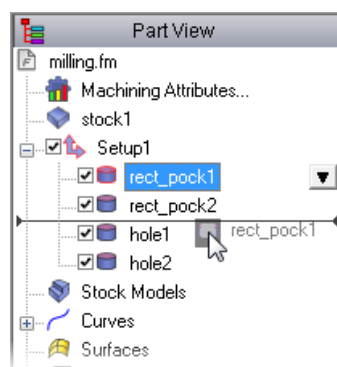 Part View
milling.fm
Machining Attributes...
stock1
Setup1
rect_pock1
rect_pock2
hole1 rect_pock1
hole2
Stock Models
Curves
Surfaces